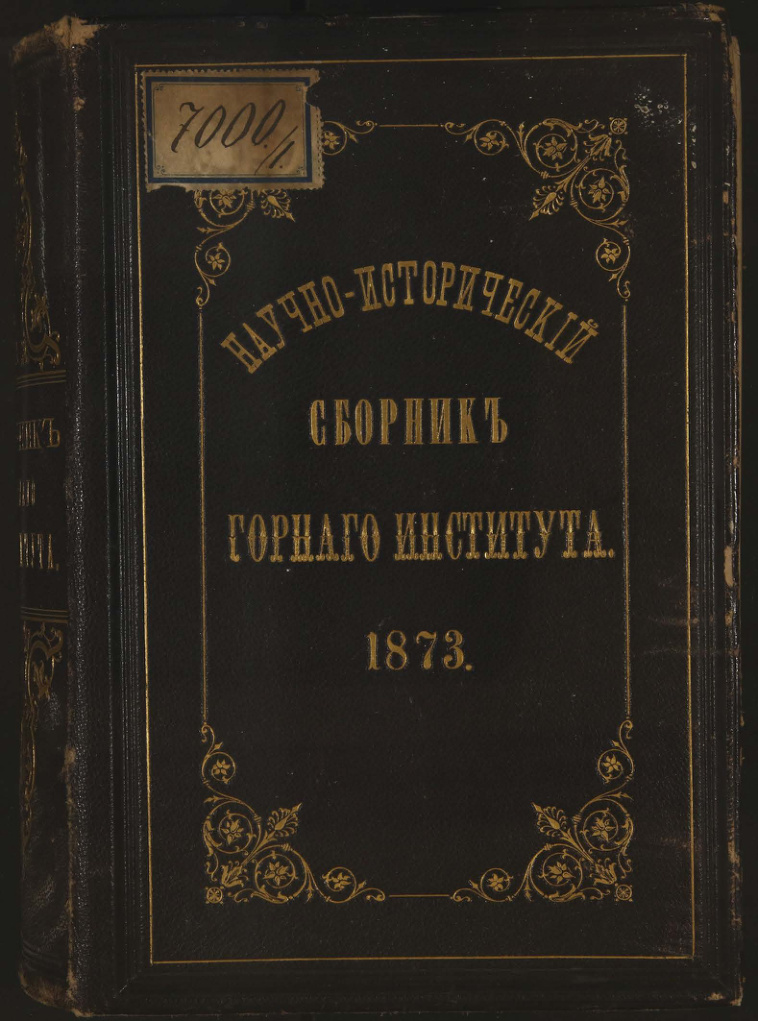 7000./1.
НАУЧНО-ИСТОРИЧЕСКІЙ
СБОРНИКЪ
ГОРНАГО ИНСТИТУТА.
1873.